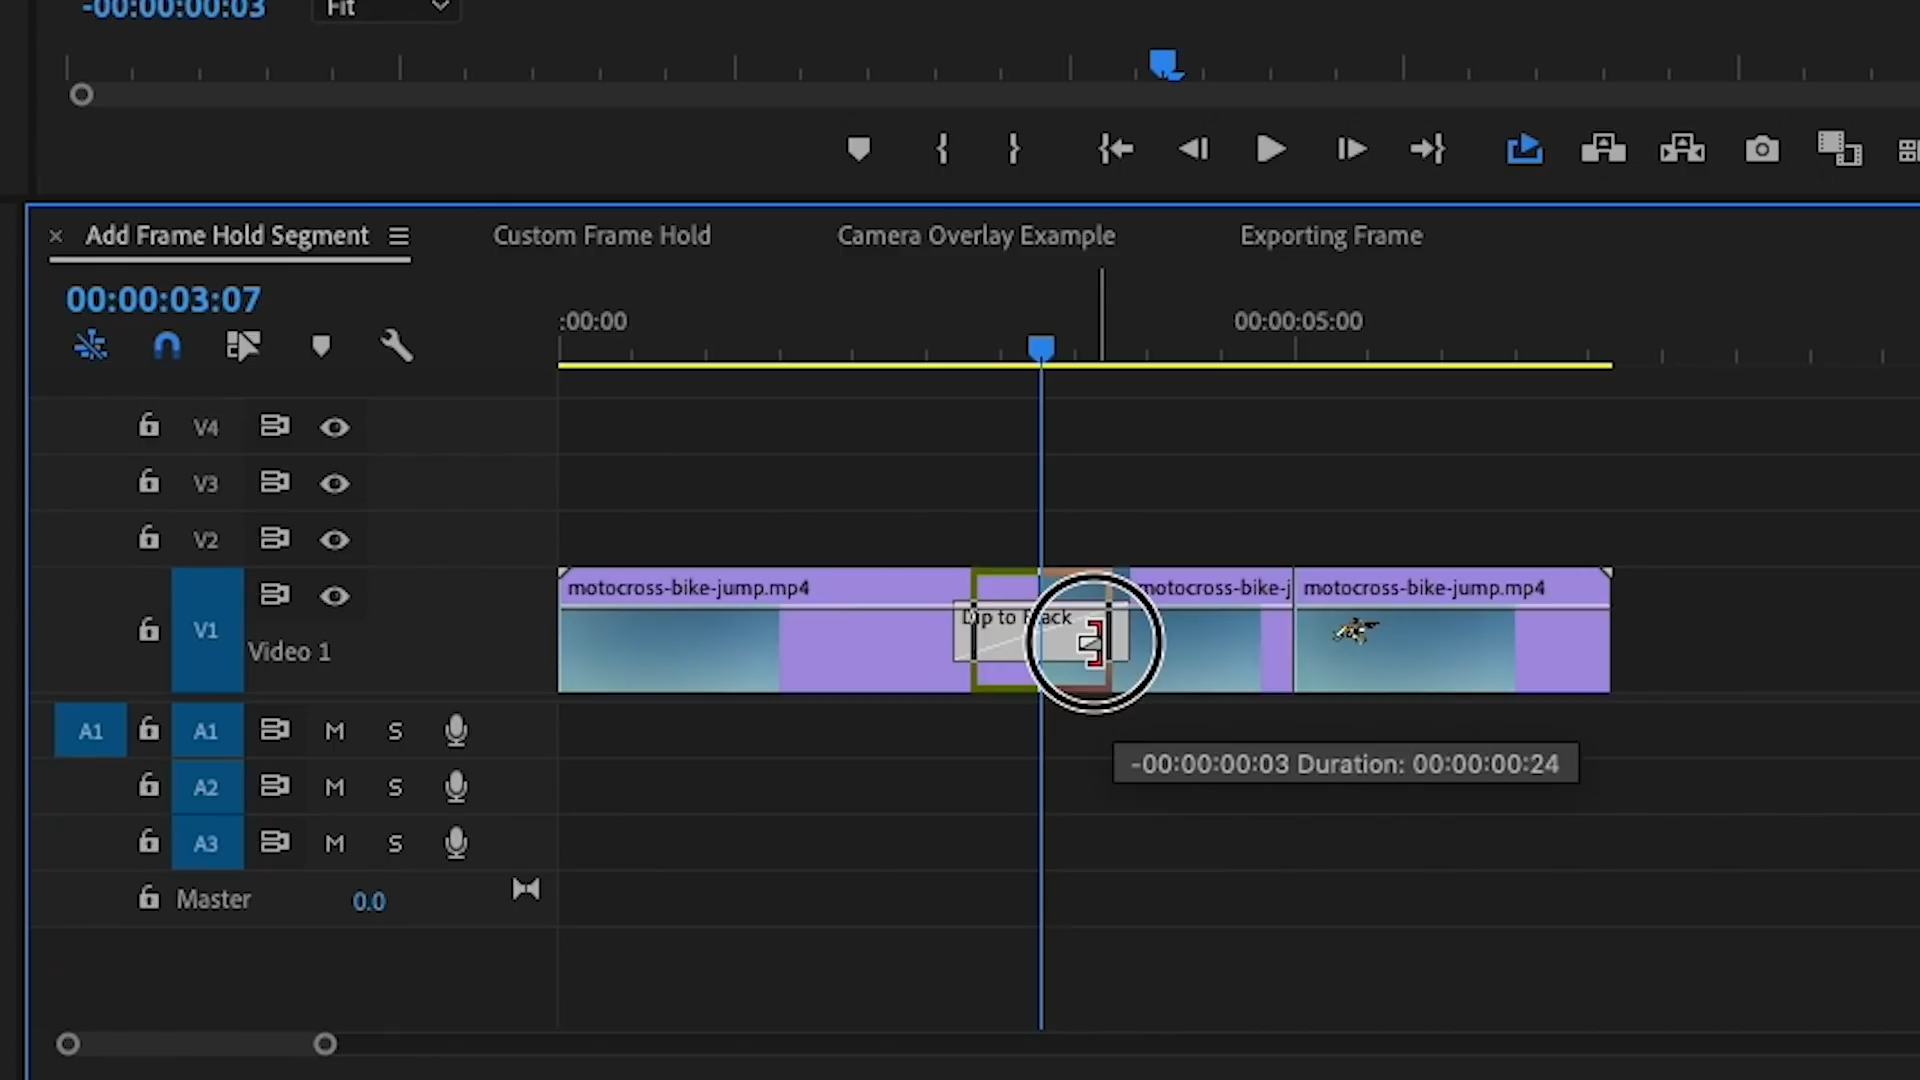 -00:00:00:03
Fit
Add Frame Hold Segment
Custom Frame Hold
Camera Overlay Example
Exporting Frame
00:00:03:07
:00:00
00:00:05:00
V4
V3
V2
motocross-bike-jump.mp4
motocross-bike-j
motocross-bike-jump.mp4
Dip to Black
V1
Video 1
A1
A1
M
S
-00:00:00:03 Duration: 00:00:00:24
A2
M
S
A3
M
S
Master
0.0